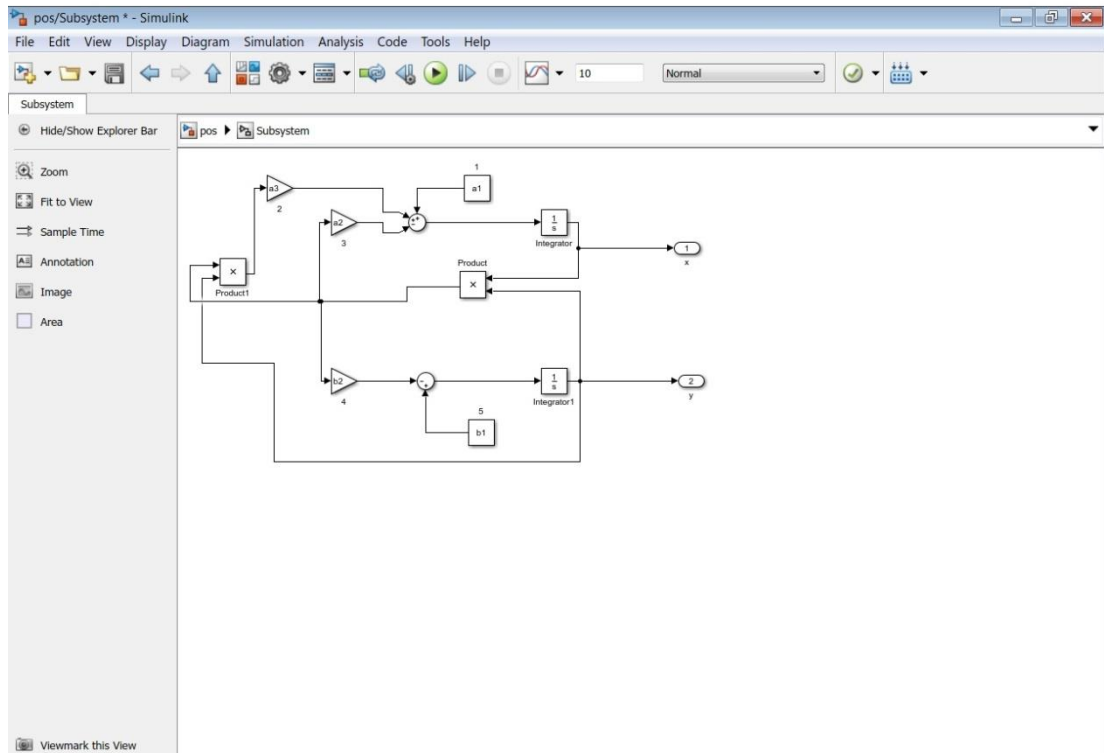 pos/Subsystem * - Simulink
File Edit View Display Diagram Simulation Analysis Code Tools Help
10 Normal
Subsystem
Hide/Show Explorer Bar
pos Subsystem
Zoom
Fit to View
Sample Time
Annotation
Image
Area
1
a1
a3
2
a2
3
1
s
Integrator
1
x
Product
×
×
Product1
b2
4
1
s
Integrator1
2
y
5
b1
Viewmark this View